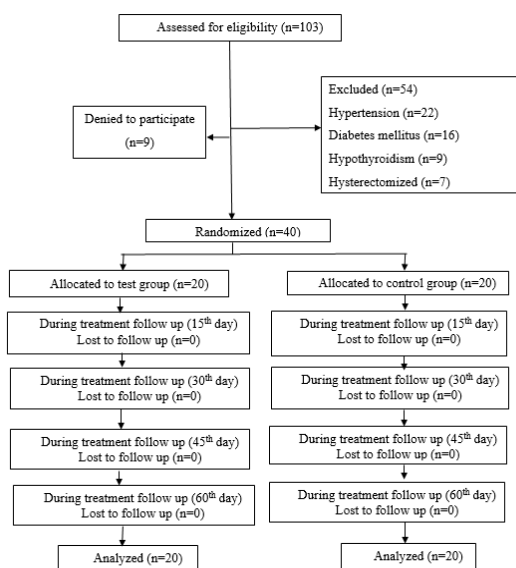 Assessed for eligibility (n=103)
Excluded (n=54)
Hypertension (n=22)
Diabetes mellitus (n=16)
Hypothyroidism (n=9)
Hysterectomized (n=7)
Denied to participate
(n=9)
Randomized (n=40)
Allocated to test group (n=20)
During treatment follow up (15th day)
Lost to follow up (n=0)
During treatment follow up (30th day)
Lost to follow up (n=0)
During treatment follow up (45th day)
Lost to follow up (n=0)
During treatment follow up (60th day)
Lost to follow up (n=0)
Analyzed (n=20)
Allocated to control group (n=20)
During treatment follow up (15th day)
Lost to follow up (n=0)
During treatment follow up (30th day)
Lost to follow up (n=0)
During treatment follow up (45th day)
Lost to follow up (n=0)
During treatment follow up (60th day)
Lost to follow up (n=0)
Analyzed (n=20)